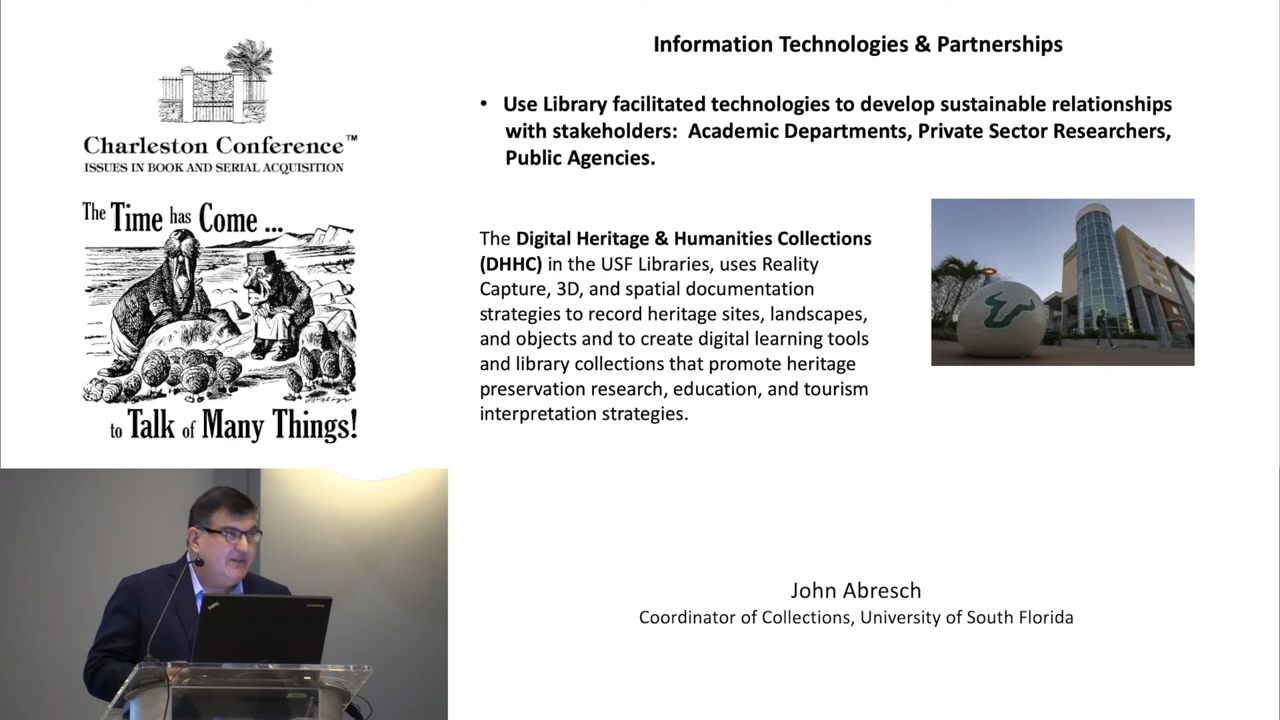 Charleston Conference™
ISSUES IN BOOK AND SERIAL ACQUISITION
The Time has Come ...
to Talk of Many Things!
Information Technologies & Partnerships
• Use Library facilitated technologies to develop sustainable relationships
with stakeholders: Academic Departments, Private Sector Researchers,
Public Agencies.
The Digital Heritage & Humanities Collections
(DHHC) in the USF Libraries, uses Reality
Capture, 3D, and spatial documentation
strategies to record heritage sites, landscapes,
and objects and to create digital learning tools
and library collections that promote heritage
preservation research, education, and tourism
interpretation strategies.
John Abresch
Coordinator of Collections, University of South Florida